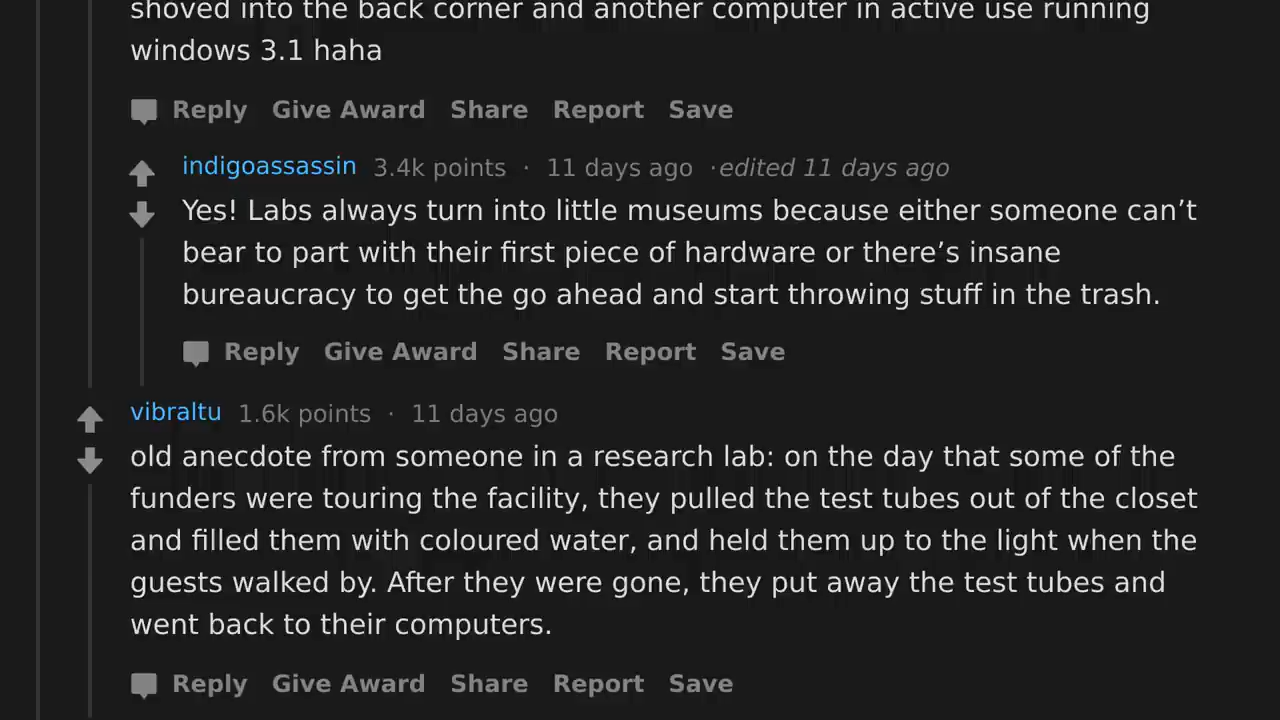 shoved into the back corner and another computer in active use running
windows 3.1 haha
Reply Give Award Share Report Save
indigoassassin 3.4k points · 11 days ago ·edited 11 days ago
Yes! Labs always turn into little museums because either someone can’t
bear to part with their first piece of hardware or there’s insane
bureaucracy to get the go ahead and start throwing stuff in the trash.
Reply Give Award Share Report Save
vibraltu 1.6k points · 11 days ago
old anecdote from someone in a research lab: on the day that some of the
funders were touring the facility, they pulled the test tubes out of the closet
and filled them with coloured water, and held them up to the light when the
guests walked by. After they were gone, they put away the test tubes and
went back to their computers.
Reply Give Award Share Report Save